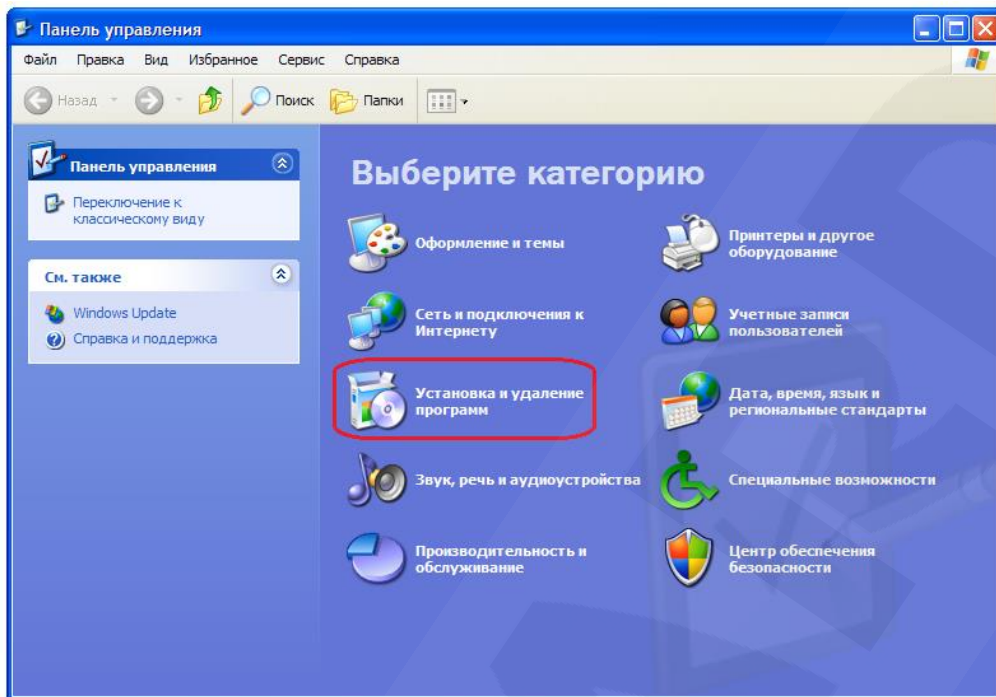 Панель управления
Файл Правка Вид Избранное Сервис Справка
Назад Поиск Папки
Панель управления
Переключение к
классическому виду
См. также
Windows Update
Справка и поддержка
Выберите категорию
Оформление и темы
Принтеры и другое
оборудование
Сеть и подключения к
Интернету
Учетные записи
пользователей
Установка и удаление
программ
Дата, время, язык и
региональные стандарты
Звук, речь и аудиоустройства
Специальные возможности
Производительность и
обслуживание
Центр обеспечения
безопасности